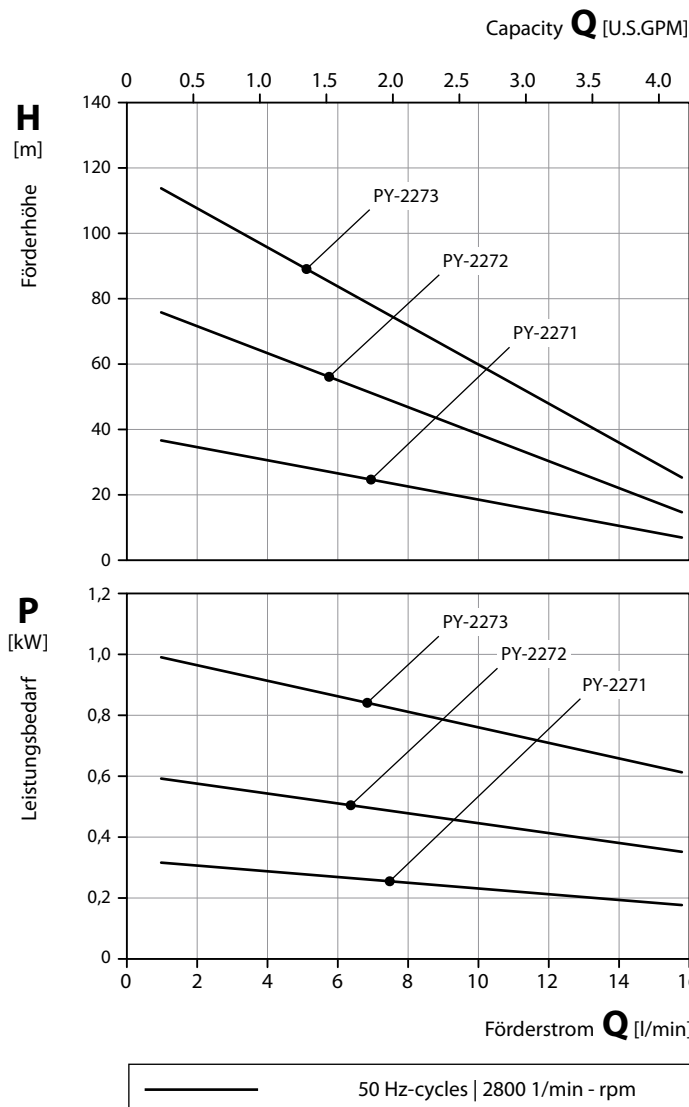 Capacity Q [U.S.GPM]
0 0.5 1.0 1.5 2.0 2.5 3.0 3.5 4.0
H
[m]
Förderhöhe
140
120
100
80
60
40
20
0
PY-2273
PY-2272
PY-2271
P
[kW]
Leistungsbedarf
1,2
1,0
0,8
0,6
0,4
0,2
0
PY-2273
PY-2272
PY-2271
0 2 4 6 8 10 12 14 16
Förderstrom Q [l/min]
50 Hz-cycles | 2800 1/min - rpm